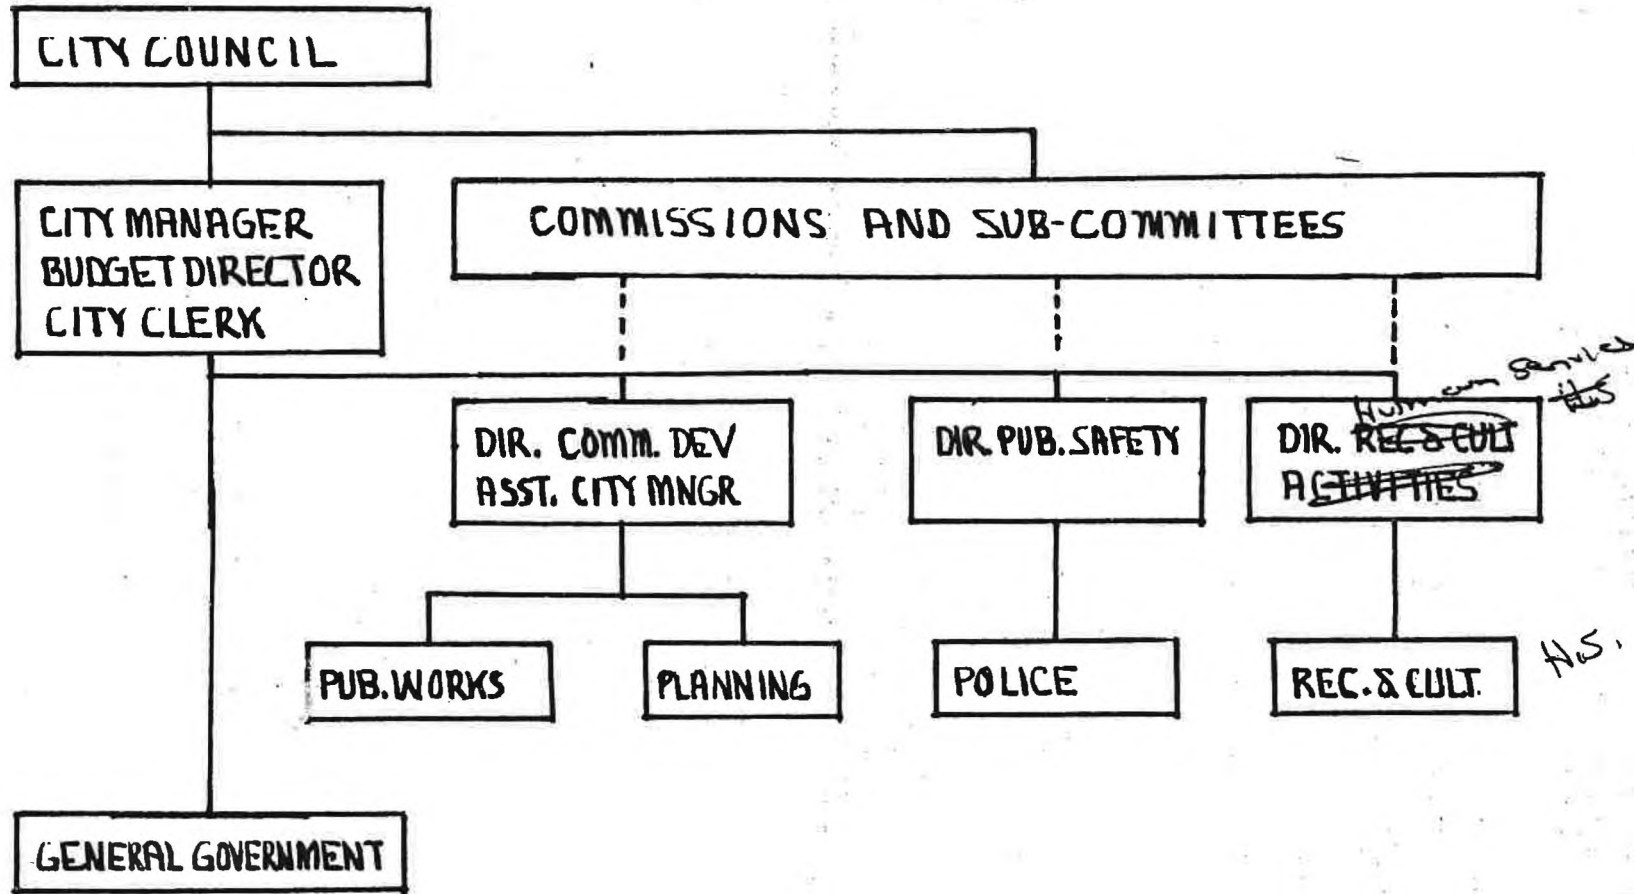 CITY COUNCIL
CITY MANAGER
BUDGET DIRECTOR
CITY CLERK
COMMISSIONS AND SUB-COMMITTEES
DIR. COMM. DEV
ASST. CITY MNGR
DIR. PUB. SAFETY
Human Services
DIR. REC & CULT
ACTIVITIES
PUB. WORKS
PLANNING
POLICE
REC. & CULT.
H.S.
GENERAL GOVERNMENT